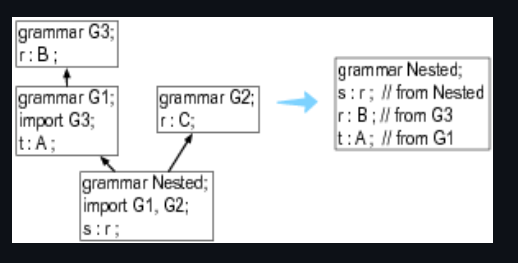 grammar G3;
r : B ;
grammar G1;
import G3;
t : A ;
grammar G2;
r : C;
grammar Nested;
import G1, G2;
s : r ;
grammar Nested;
s : r ; // from Nested
r : B ; // from G3
t : A ; // from G1